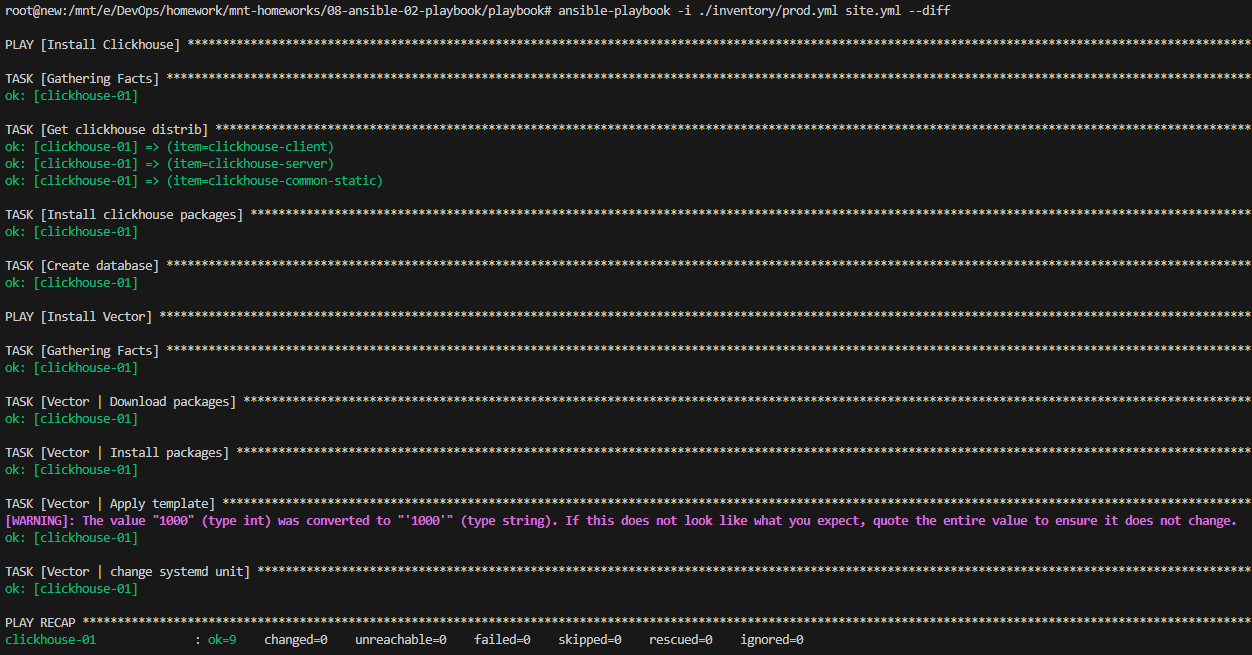 root@new:/mnt/e/DevOps/homework/mnt-homeworks/08-ansible-02-playbook/playbook# ansible-playbook -i ./inventory/prod.yml site.yml --diff
PLAY [Install Clickhouse] ****************************************************************************************************************************************************
TASK [Gathering Facts] *******************************************************************************************************************************************************
ok: [clickhouse-01]
TASK [Get clickhouse distrib] ************************************************************************************************************************************************
ok: [clickhouse-01] => (item=clickhouse-client)
ok: [clickhouse-01] => (item=clickhouse-server)
ok: [clickhouse-01] => (item=clickhouse-common-static)
TASK [Install clickhouse packages] *******************************************************************************************************************************************
ok: [clickhouse-01]
TASK [Create database] *******************************************************************************************************************************************************
ok: [clickhouse-01]
PLAY [Install Vector] ********************************************************************************************************************************************************
TASK [Gathering Facts] *******************************************************************************************************************************************************
ok: [clickhouse-01]
TASK [Vector | Download packages] ********************************************************************************************************************************************
ok: [clickhouse-01]
TASK [Vector | Install packages] *********************************************************************************************************************************************
ok: [clickhouse-01]
TASK [Vector | Apply template] ***********************************************************************************************************************************************
[WARNING]: The value "1000" (type int) was converted to "'1000'" (type string). If this does not look like what you expect, quote the entire value to ensure it does not change.
ok: [clickhouse-01]
TASK [Vector | change systemd unit] ******************************************************************************************************************************************
ok: [clickhouse-01]
PLAY RECAP *******************************************************************************************************************************************************************
clickhouse-01              : ok=9    changed=0    unreachable=0    failed=0    skipped=0    rescued=0    ignored=0